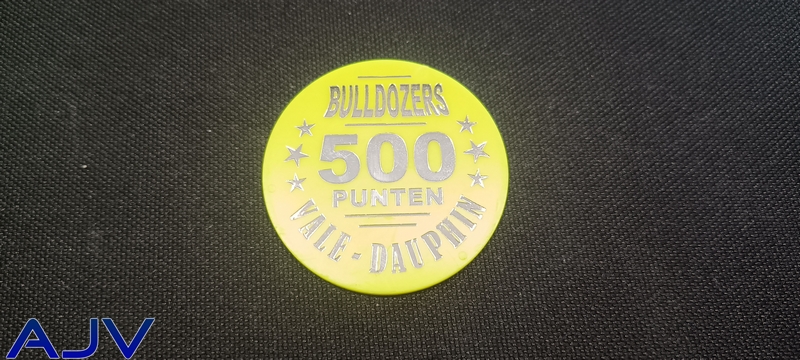 BULLDOZERS
500
PUNTEN
VALE - DAUPHIN
AJV